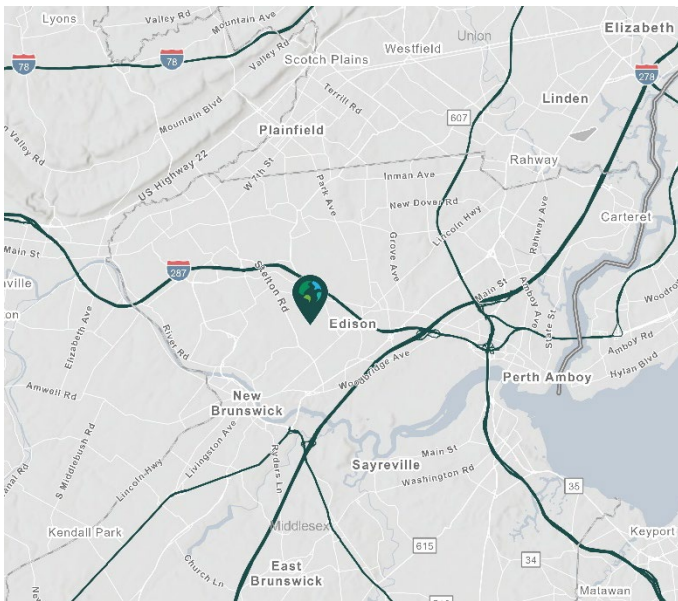 Lyons
Valley Rd
Mountain Ave
Union
Elizabeth
78
78
Valley Rd
Scotch Plains
Westfield
278
Terrill Rd
Linden
Mountain Blvd
607
Valley Rd
Plainfield
Rahway
US Highway 22
W 7th St
Park Ave
Inman Ave
New Dover Rd
Lincoln Hwy
Rahway Ave
Carteret
Grove Ave
Main St
287
Stelton Rd
Main St
Amboy Ave
State St
Edison
Amboy Rd
Hylan Blvd
Elizabeth Ave
River Rd
Woodbridge Ave
Perth Amboy
Amwell Rd
New
Brunswick
S Middlebush Rd
Livingston Ave
Lincoln Hwy
Ryders Ln
Main St
Sayreville
Washington Rd
35
Kendall Park
Middlesex
615
34
Keyport
Church Ln
East
Brunswick
Matawan